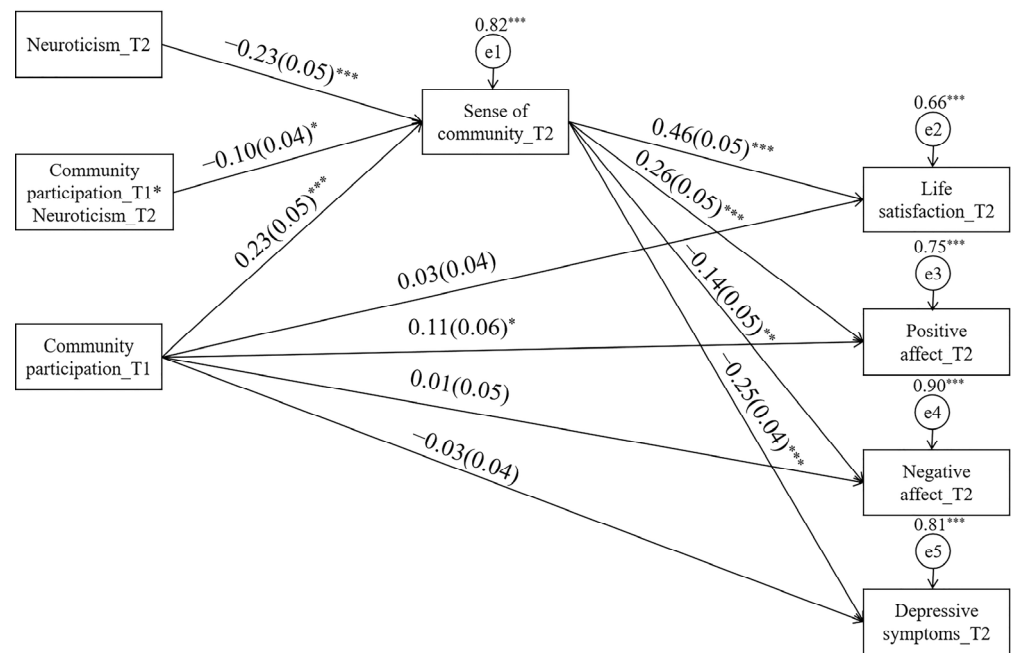 Neuroticism_T2
Community
participation_T1*
Neuroticism_T2
Community
participation_T1
−0.23(0.05)***
−0.10(0.04)*
0.23(0.05)***
0.82***
e1
Sense of
community_T2
0.46(0.05)***
0.26(0.05)***
−0.14(0.05)**
−0.25(0.04)***
0.03(0.04)
0.11(0.06)*
0.01(0.05)
−0.03(0.04)
0.66***
e2
Life
satisfaction_T2
0.75***
e3
Positive
affect_T2
0.90***
e4
Negative
affect_T2
0.81***
e5
Depressive
symptoms_T2